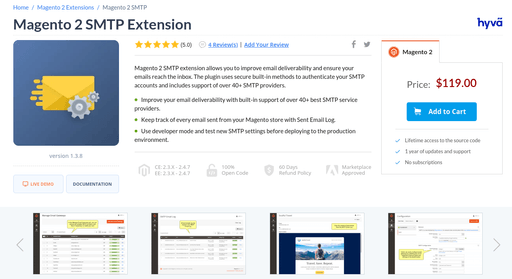 Home / Magento 2 Extensions / Magento 2 SMTP
Magento 2 SMTP Extension
hyvä
(5.0) 4 Review(s) | Add Your Review
Magento 2 SMTP extension allows you to improve email deliverability and ensure your
emails reach the inbox. The plugin uses secure built-in methods to authenticate your SMTP
accounts and includes support of over 40+ SMTP providers.
Improve your email deliverability with built-in support of over 40+ best SMTP service
providers.
Keep track of every email sent from your Magento store with Sent Email Log.
Use developer mode and test new SMTP settings before deploying to the production
environment.
version 1.3.8
LIVE DEMO
DOCUMENTATION
CE: 2.3.X - 2.4.7
EE: 2.3.X - 2.4.7
100%
Open Code
60 Days
Refund Policy
Marketplace
Approved
Magento 2
Price: $119.00
Add to Cart
Lifetime access to the source code
1 year of updates and support
No subscriptions